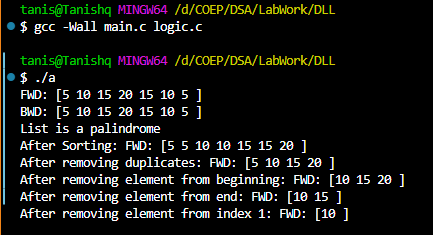 tanis@Tanishq MINGW64 /d/COEP/DSA/LabWork/DLL
$ gcc -Wall main.c logic.c

tanis@Tanishq MINGW64 /d/COEP/DSA/LabWork/DLL
$ ./a
FWD: [5 10 15 20 15 10 5 ]
BWD: [5 10 15 20 15 10 5 ]
List is a palindrome
After Sorting: FWD: [5 5 10 10 15 15 20 ]
After removing duplicates: FWD: [5 10 15 20 ]
After removing element from beginning: FWD: [10 15 20 ]
After removing element from end: FWD: [10 15 ]
After removing element from index 1: FWD: [10 ]